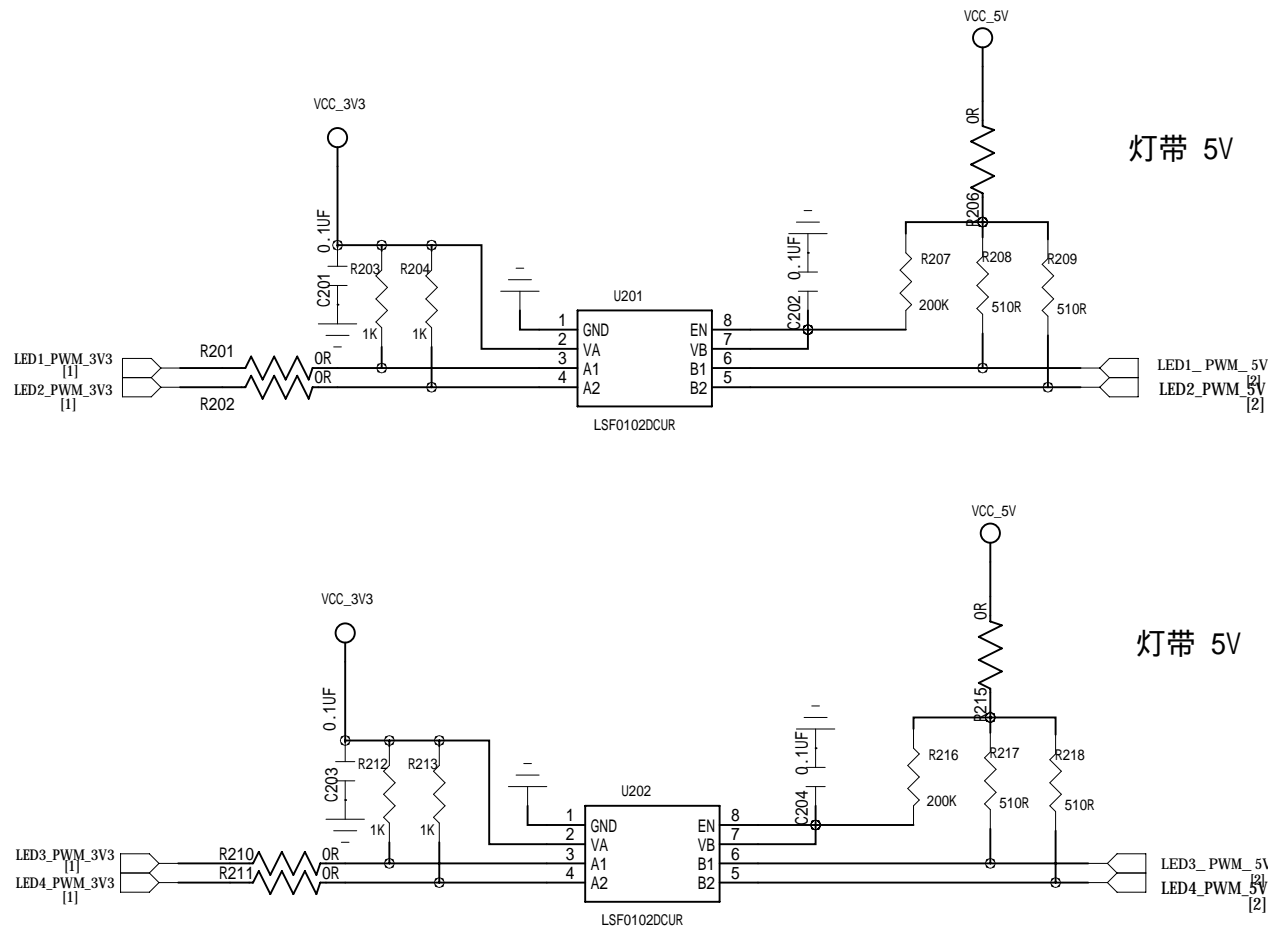 VCC_5V
VCC_3V3
0R
灯带 5V
R206
0.1UF
C201
R203
1K
R204
1K
0.1UF
C202
R207
200K
R208
510R
R209
510R
U201
1 GND EN 8
2 VA VB 7
3 A1 B1 6
4 A2 B2 5
LSF0102DCUR
LED1_PWM_3V3
[1]
LED2_PWM_3V3
[1]
R201 0R
R202 0R
LED1_ PWM_ 5V
[2]
LED2_PWM_5V
[2]
VCC_5V
VCC_3V3
0R
灯带 5V
R215
0.1UF
C203
R212
1K
R213
1K
0.1UF
C204
R216
200K
R217
510R
R218
510R
U202
1 GND EN 8
2 VA VB 7
3 A1 B1 6
4 A2 B2 5
LSF0102DCUR
LED3_PWM_3V3
[1]
LED4_PWM_3V3
[1]
R210 0R
R211 0R
LED3_ PWM_ 5V
[2]
LED4_PWM_5V
[2]